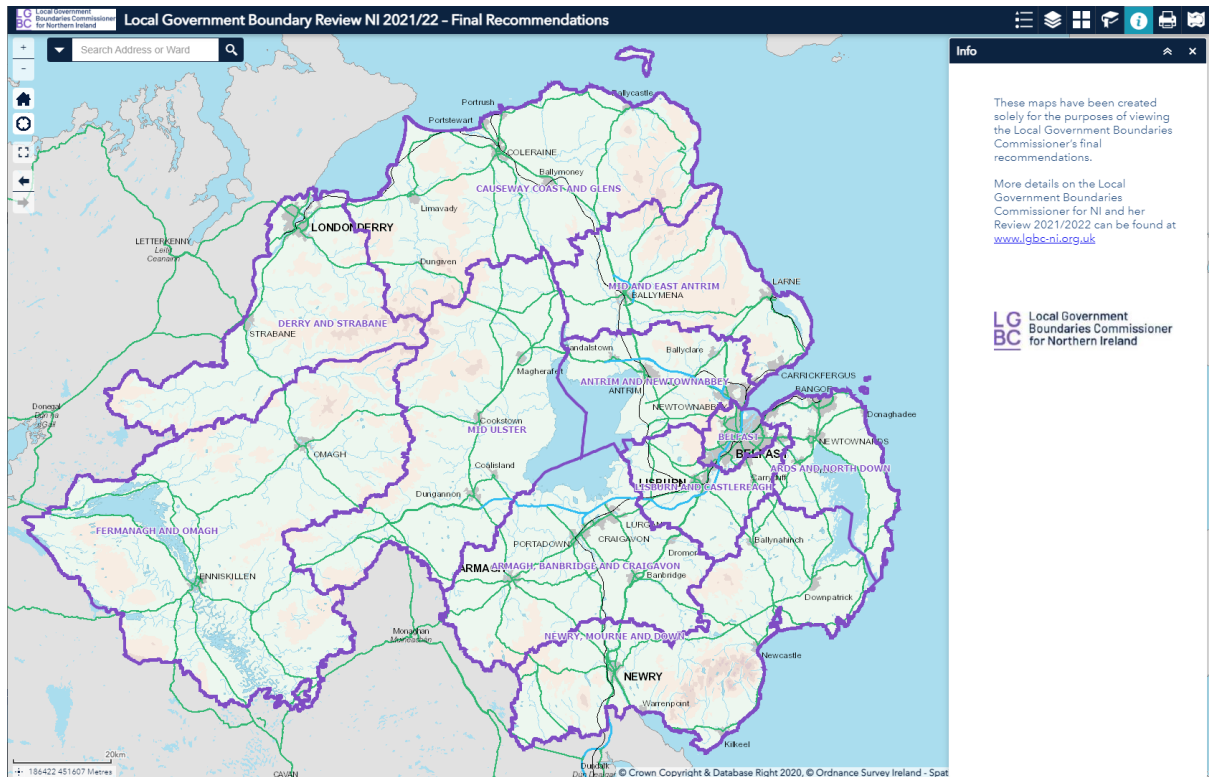 Local Government
Boundaries Commissioner
for Northern Ireland
Local Government Boundary Review NI 2021/22 - Final Recommendations
Search Address or Ward
Info
These maps have been created
solely for the purposes of viewing
the Local Government Boundaries
Commissioner's final
recommendations.
More details on the Local
Government Boundaries
Commissioner for NI and her
Review 2021/2022 can be found at
www.lgbc-ni.org.uk
LG
BC
Local Government
Boundaries Commissioner
for Northern Ireland
Ballycastle
Portrush
Portstewart
COLERAINE
Ballymoney
CAUSEWAY COAST AND GLENS
Limavady
LONDONDERRY
LETTERKENNY
Leitir
Ceanainn
Dungiven
LARNE
MID AND EAST ANTRIM
BALLYMENA
DERRY AND STRABANE
STRABANE
Randalstown
Ballyclare
Magherafelt
CARRICKFERGUS
ANTRIM AND NEWTOWNABBEY
ANTRIM
BANGOR
Donegal
NEWTOWNABBEY
Donaghadee
Cookstown
MID ULSTER
BELFAST
NEWTOWNARDS
OMAGH
BELFAST
Coalisland
ARDS AND NORTH DOWN
Carryduff
LISBURN
LISBURN AND CASTLEREAGH
Dungannon
FERMANAGH AND OMAGH
LURGAN
CRAIGAVON
PORTADOWN
Ballynahinch
Dromore
ARMAGH
ARMAGH, BANBRIDGE AND CRAIGAVON
Banbridge
ENNISKILLEN
Downpatrick
Monaghan
Muineachán
NEWRY, MOURNE AND DOWN
Newcastle
NEWRY
Warrenpoint
Kilkeel
20km
186422 451607 Metres
CAVAN
Dundalk
Dún Dealgan
© Crown Copyright & Database Right 2020, © Ordnance Survey Ireland - Spat